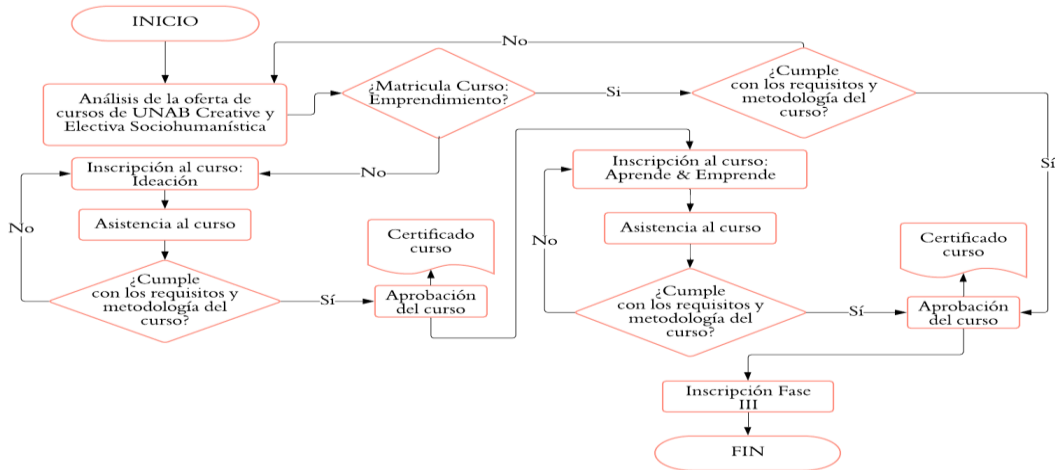 INICIO
No
Análisis de la oferta de
cursos de UNAB Creative y
Electiva Sociohumanística
¿Matricula Curso:
Emprendimiento?
Si
¿Cumple
con los requisitos y
metodología del
curso?
Sí
No
Inscripción al curso:
Ideación
Asistencia al curso
No
¿Cumple
con los requisitos y
metodología del
curso?
Sí
Certificado
curso
Aprobación
del curso
Inscripción al curso:
Aprende & Emprende
Asistencia al curso
No
¿Cumple
con los requisitos y
metodología del
curso?
Sí
Certificado
curso
Aprobación
del curso
Inscripción Fase
III
FIN